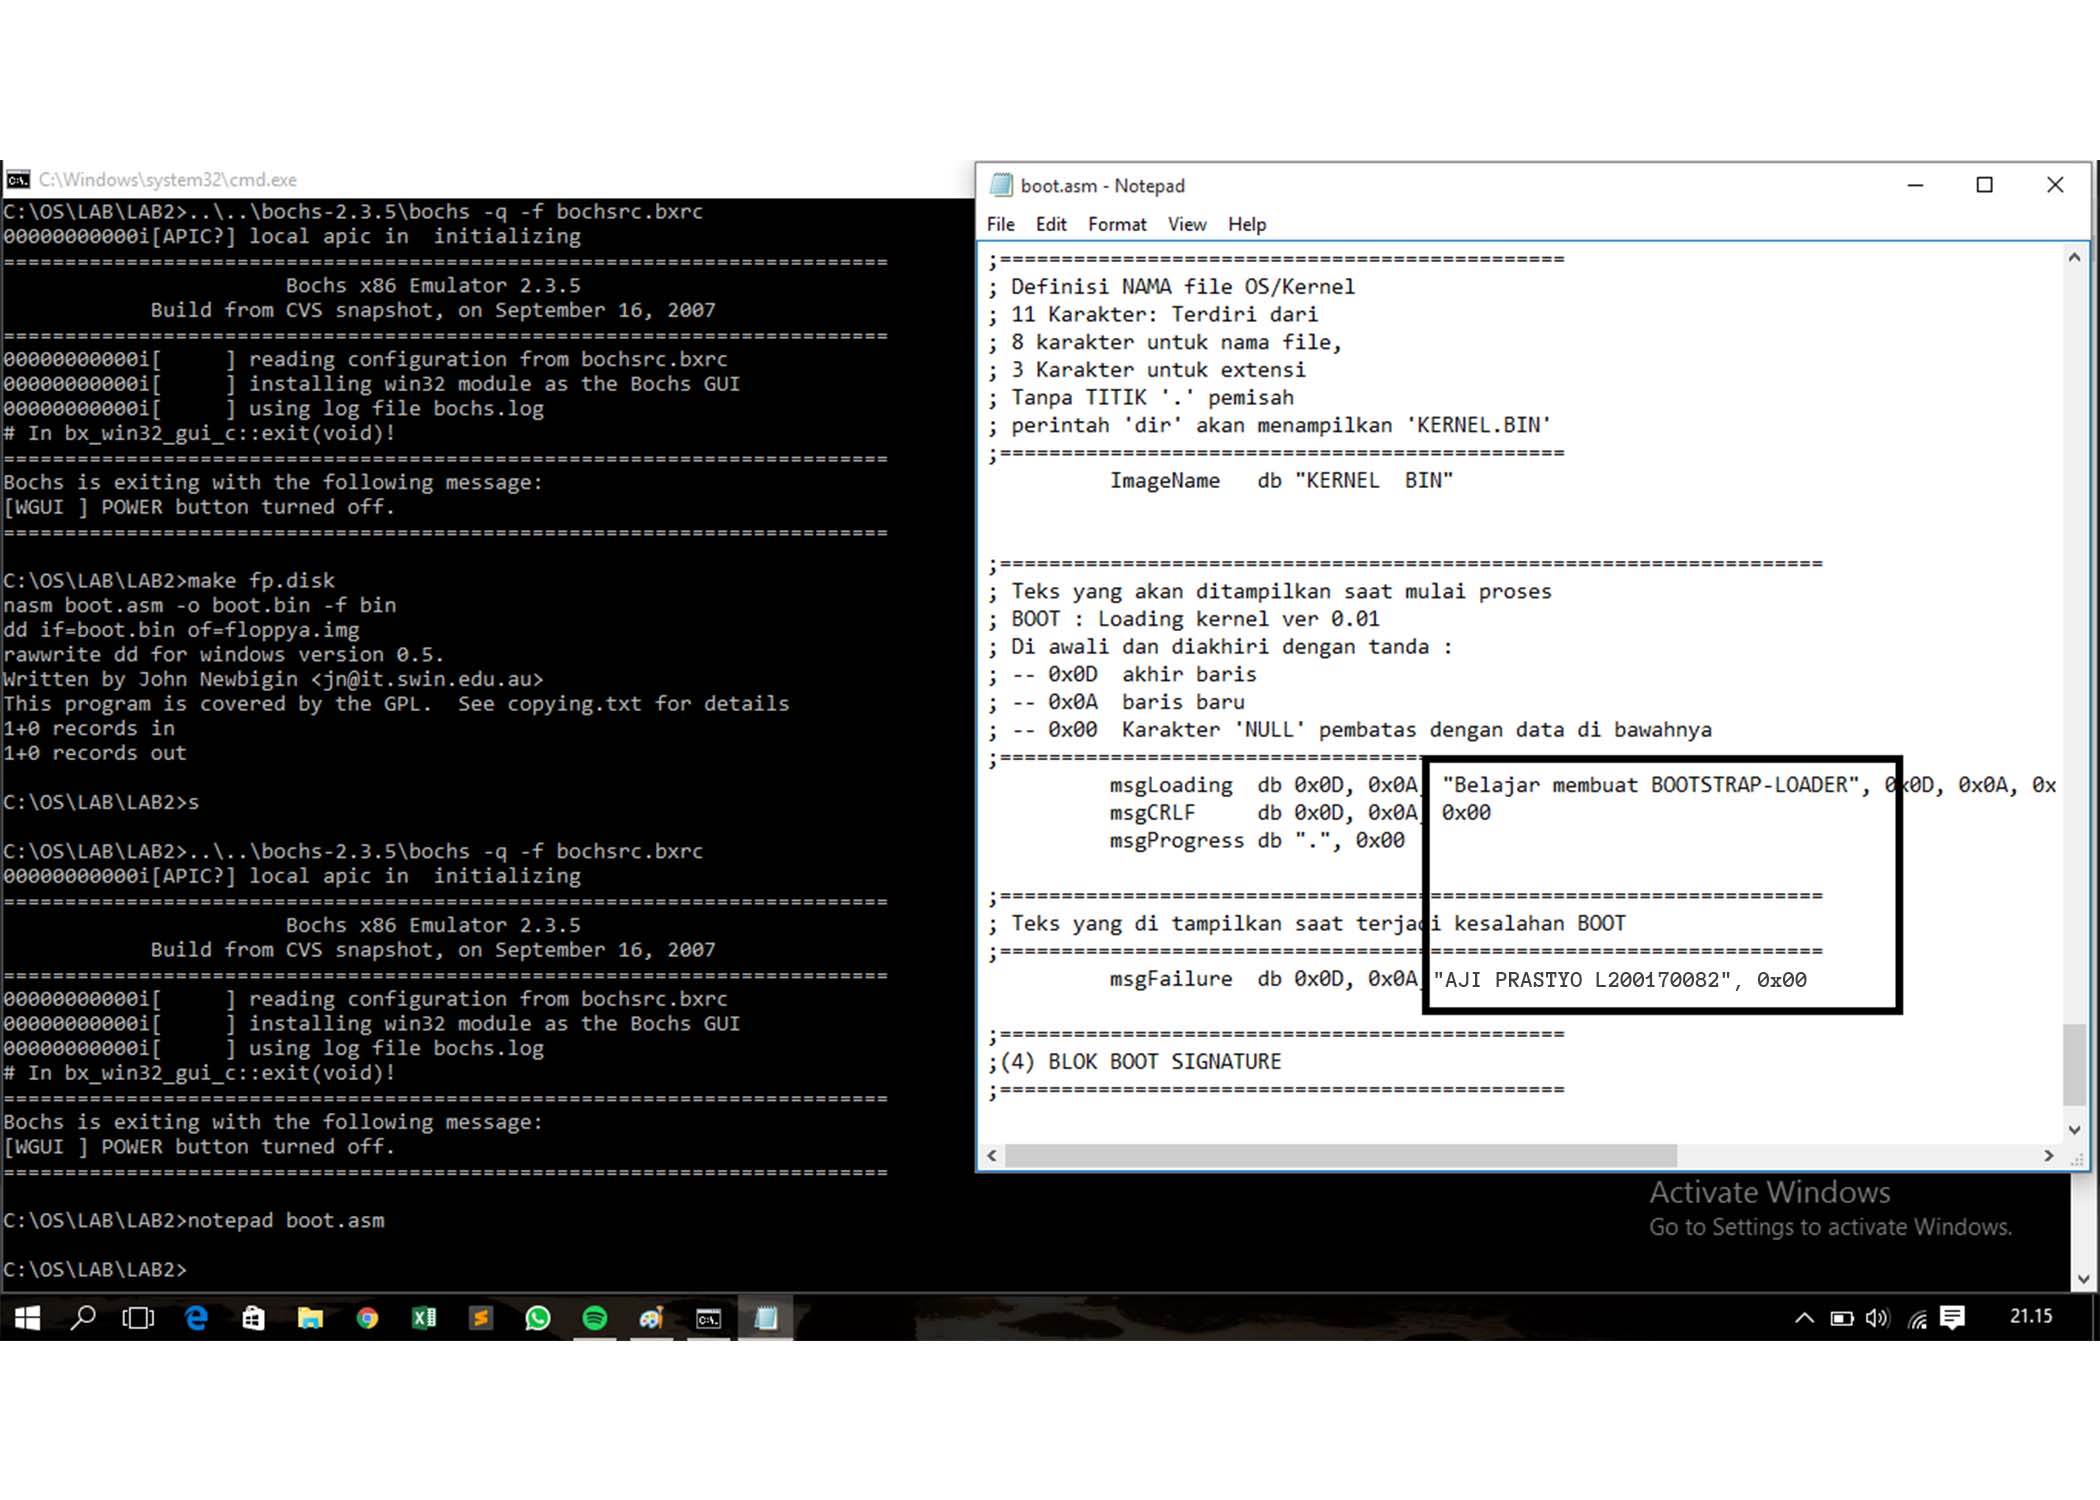 C:\Windows\system32\cmd.exe
C:\OS\LAB\LAB2>..\..\bochs-2.3.5\bochs -q -f bochsrc.bxrc
00000000000i[APIC?] local apic in  initializing
========================================================================
Bochs x86 Emulator 2.3.5
Build from CVS snapshot, on September 16, 2007
========================================================================
00000000000i[     ] reading configuration from bochsrc.bxrc
00000000000i[     ] installing win32 module as the Bochs GUI
00000000000i[     ] using log file bochs.log
# In bx_win32_gui_c::exit(void)!
========================================================================
Bochs is exiting with the following message:
[WGUI ] POWER button turned off.
========================================================================
C:\OS\LAB\LAB2>make fp.disk
nasm boot.asm -o boot.bin -f bin
dd if=boot.bin of=floppya.img
rawwrite dd for windows version 0.5.
Written by John Newbigin <jn@it.swin.edu.au>
This program is covered by the GPL.  See copying.txt for details
1+0 records in
1+0 records out
C:\OS\LAB\LAB2>s
C:\OS\LAB\LAB2>..\..\bochs-2.3.5\bochs -q -f bochsrc.bxrc
00000000000i[APIC?] local apic in  initializing
========================================================================
Bochs x86 Emulator 2.3.5
Build from CVS snapshot, on September 16, 2007
========================================================================
00000000000i[     ] reading configuration from bochsrc.bxrc
00000000000i[     ] installing win32 module as the Bochs GUI
00000000000i[     ] using log file bochs.log
# In bx_win32_gui_c::exit(void)!
========================================================================
Bochs is exiting with the following message:
[WGUI ] POWER button turned off.
========================================================================
C:\OS\LAB\LAB2>notepad boot.asm
C:\OS\LAB\LAB2>
boot.asm - Notepad
File Edit Format View Help
;==============================================
; Definisi NAMA file OS/Kernel
; 11 Karakter: Terdiri dari
; 8 karakter untuk nama file,
; 3 Karakter untuk extensi
; Tanpa TITIK '.' pemisah
; perintah 'dir' akan menampilkan 'KERNEL.BIN'
;==============================================
ImageName   db "KERNEL  BIN"
;===================================================================
; Teks yang akan ditampilkan saat mulai proses
; BOOT : Loading kernel ver 0.01
; Di awali dan diakhiri dengan tanda :
; -- 0x0D  akhir baris
; -- 0x0A  baris baru
; -- 0x00  Karakter 'NULL' pembatas dengan data di bawahnya
;===================================
msgLoading  db 0x0D, 0x0A, "Belajar membuat BOOTSTRAP-LOADER", 0x0D, 0x0A, 0x
msgCRLF     db 0x0D, 0x0A, 0x00
msgProgress db ".", 0x00
;===================================================================
; Teks yang di tampilkan saat terjadi kesalahan BOOT
;===================================================================
msgFailure  db 0x0D, 0x0A, "AJI PRASTYO L200170082", 0x00
;==============================================
;(4) BLOK BOOT SIGNATURE
;==============================================
Activate Windows
Go to Settings to activate Windows.
21.15